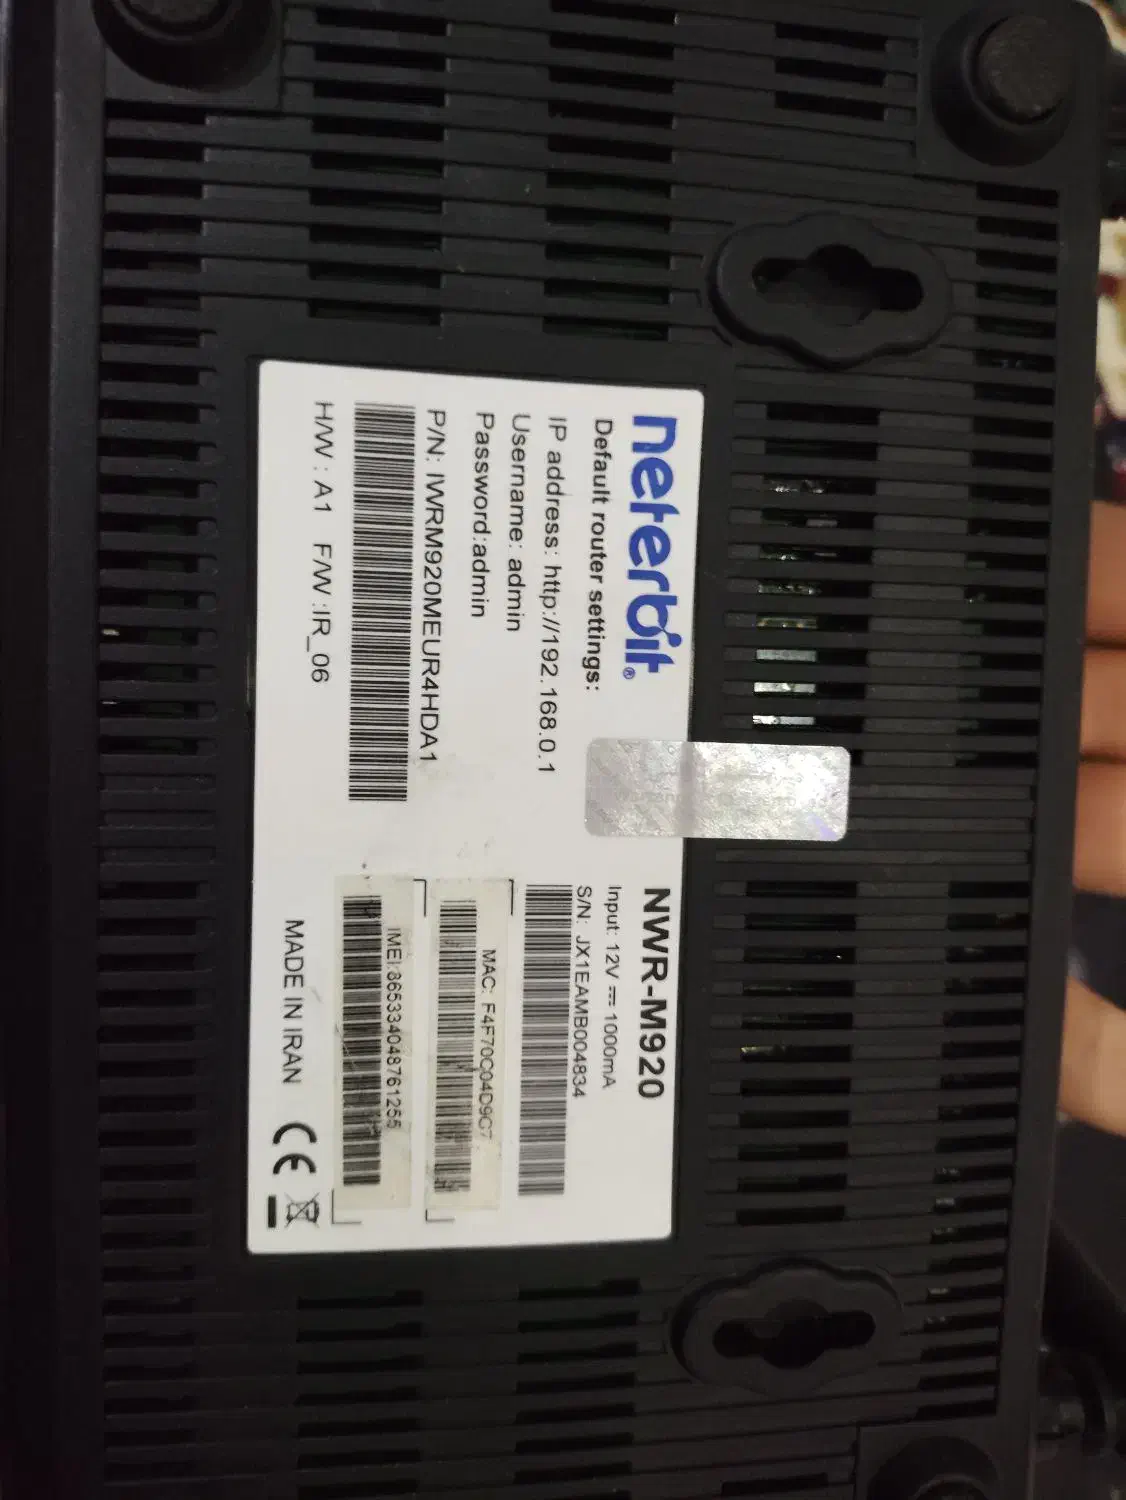 neterbit®
Default router settings:
IP address: http://192.168.0.1
Username: admin
Password:admin
P/N: IWRM920MEUR4HDA1
H/W : A1 F/W :IR_06
NWR-M920
Input: 12V ⎓ 1000mA
S/N: JX1EAMB004834
MAC: F4F70C04D9C7
IMEI:865334048761255
MADE IN IRAN CE